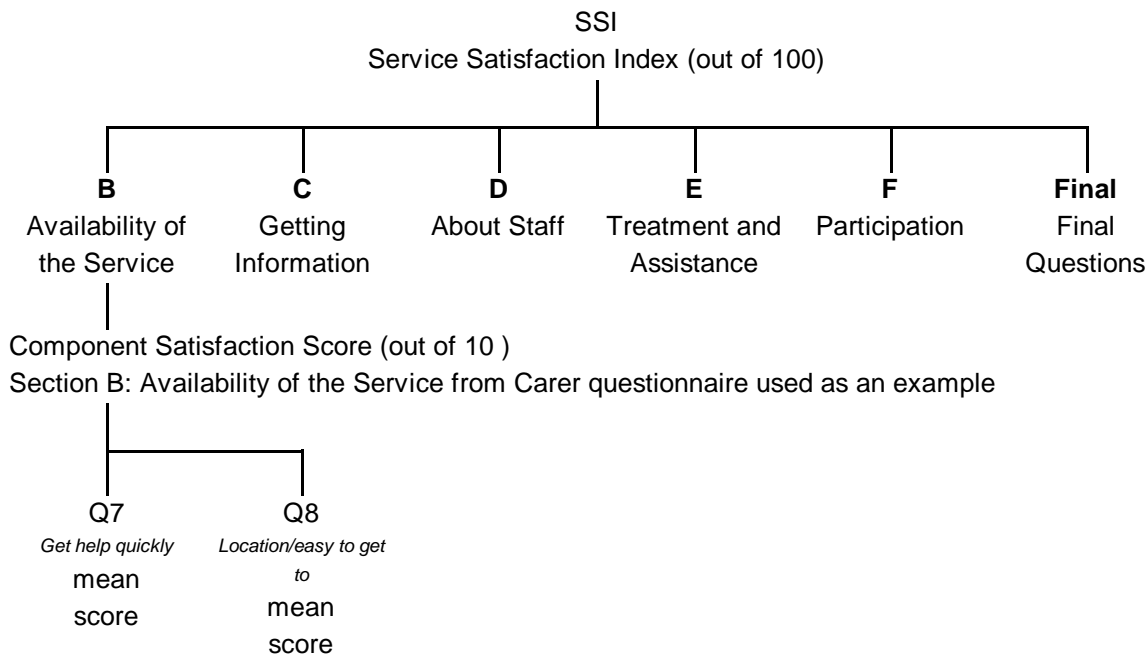 SSI
Service Satisfaction Index (out of 100)
B
Availability of
the Service
C
Getting
Information
D
About Staff
E
Treatment and
Assistance
F
Participation
Final
Final
Questions
Component Satisfaction Score (out of 10 )
Section B: Availability of the Service from Carer questionnaire used as an example
Q7
Get help quickly
mean
score
Q8
Location/easy to get
to
mean
score